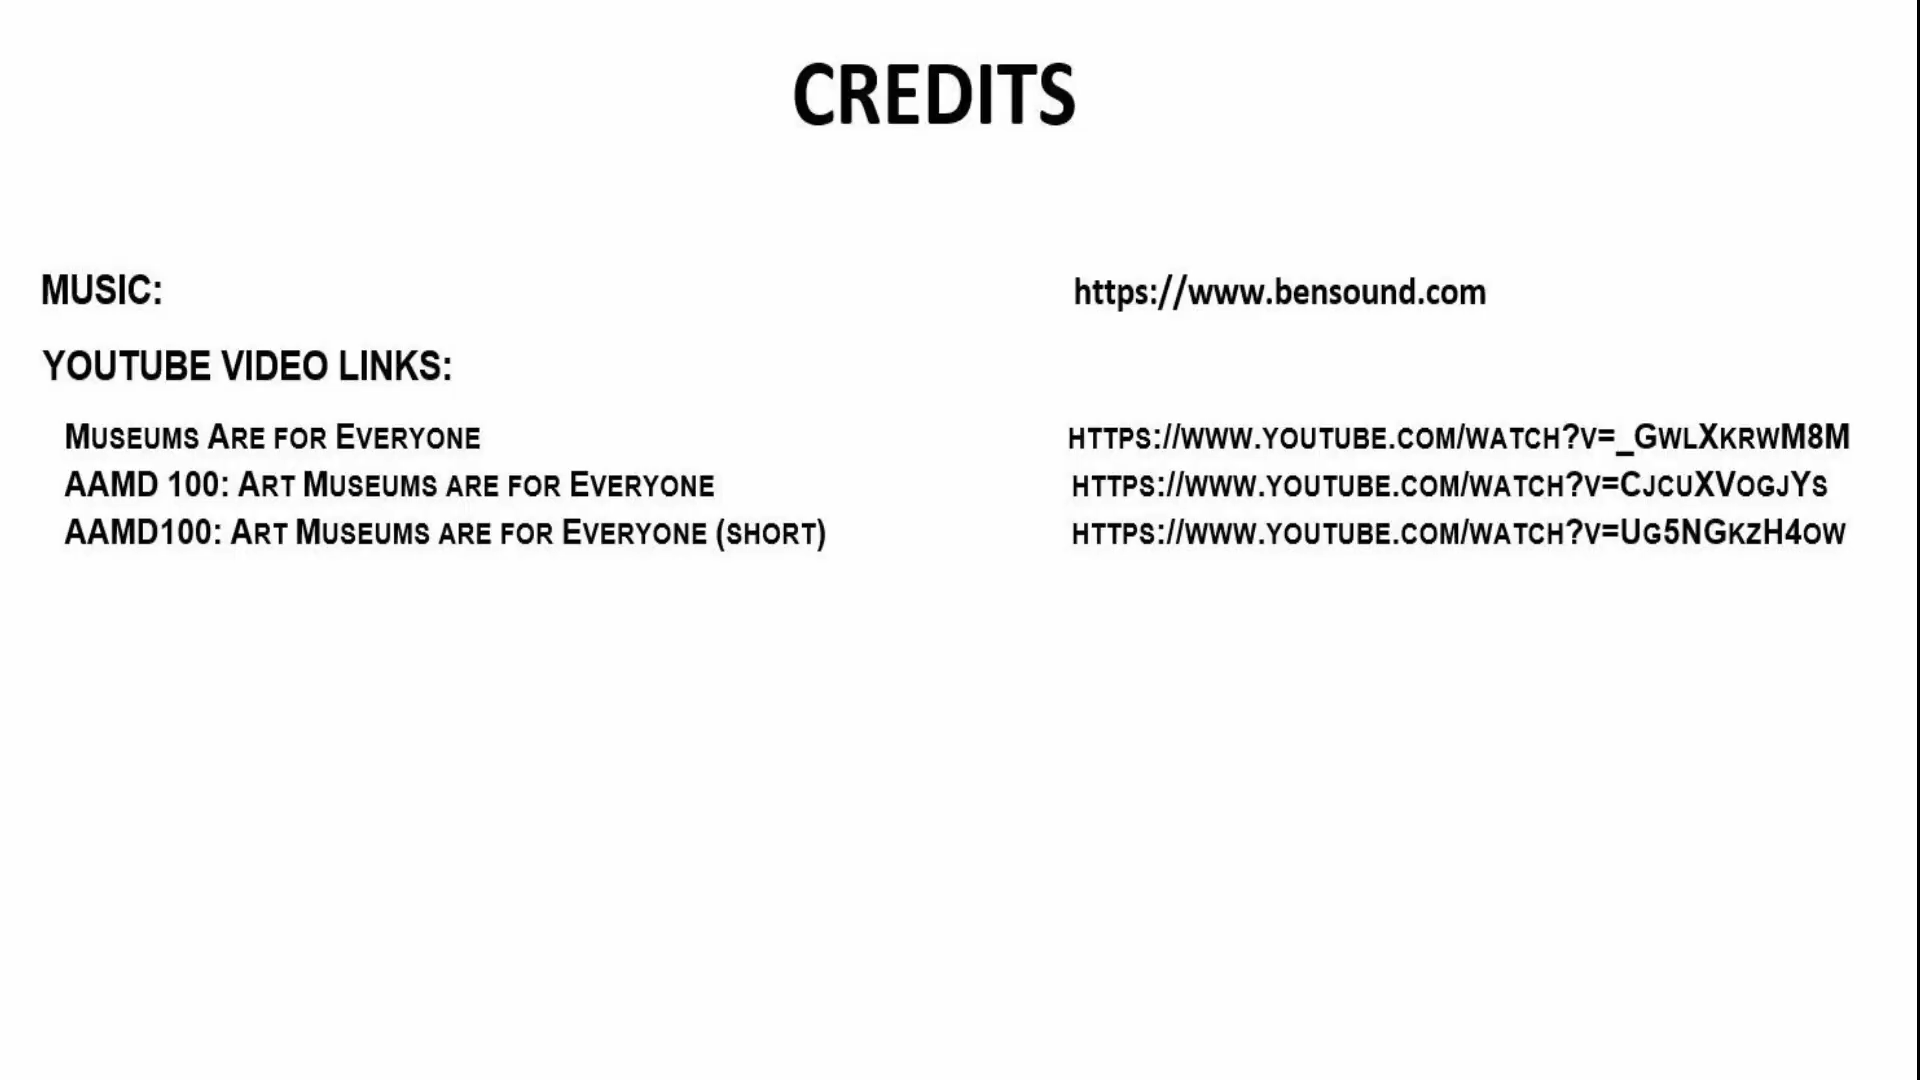 CREDITS
MUSIC: https://www.bensound.com
YOUTUBE VIDEO LINKS:
Museums Are for Everyone https://www.youtube.com/watch?v=_GwlXkrwM8M
AAMD 100: Art Museums are for Everyone https://www.youtube.com/watch?v=CjcuXVogjYs
AAMD100: Art Museums are for Everyone (short) https://www.youtube.com/watch?v=Ug5NGkzH4ow